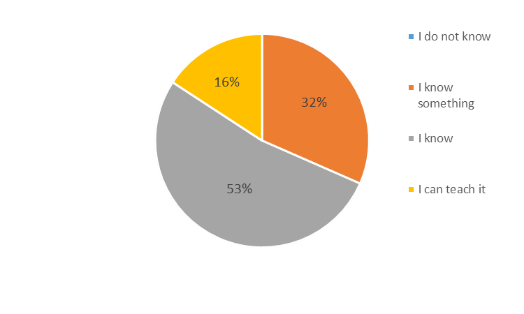 I do not know
16%
32%
I know
something
I know
53%
I can teach it